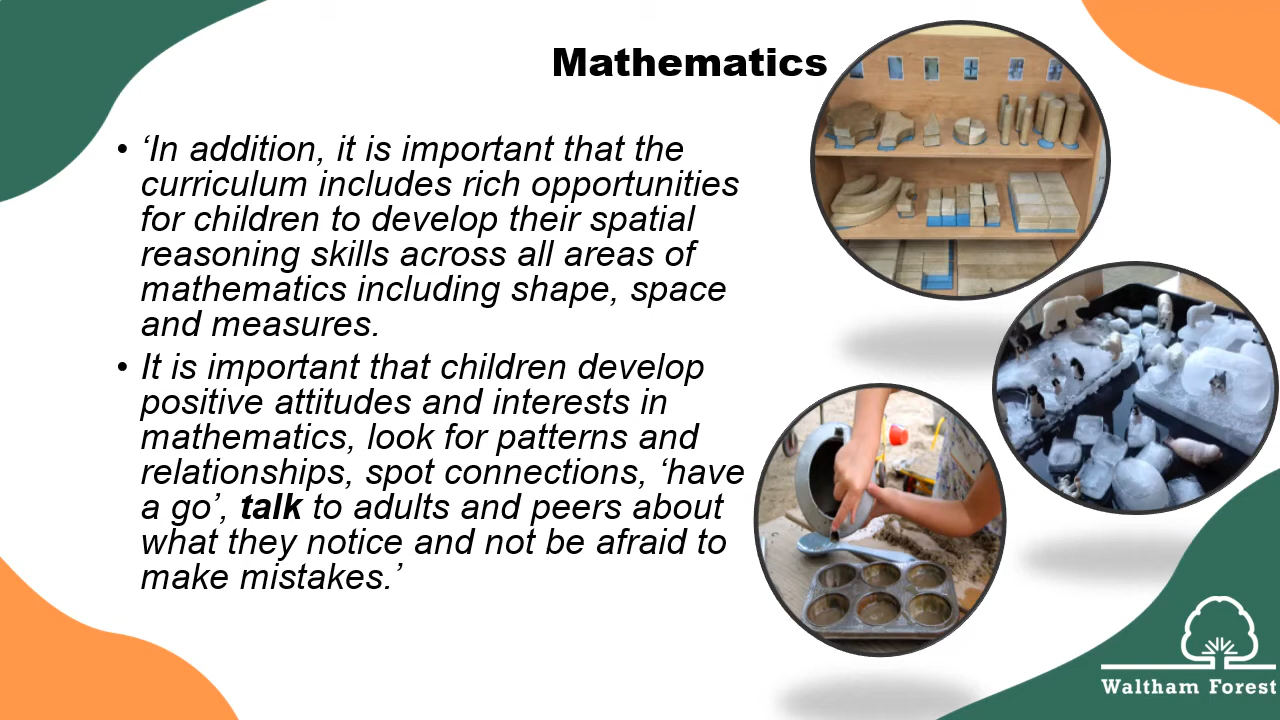 Mathematics
• ‘In addition, it is important that the
curriculum includes rich opportunities
for children to develop their spatial
reasoning skills across all areas of
mathematics including shape, space
and measures.
• It is important that children develop
positive attitudes and interests in
mathematics, look for patterns and
relationships, spot connections, ‘have
a go’, talk to adults and peers about
what they notice and not be afraid to
make mistakes.’
Waltham Forest